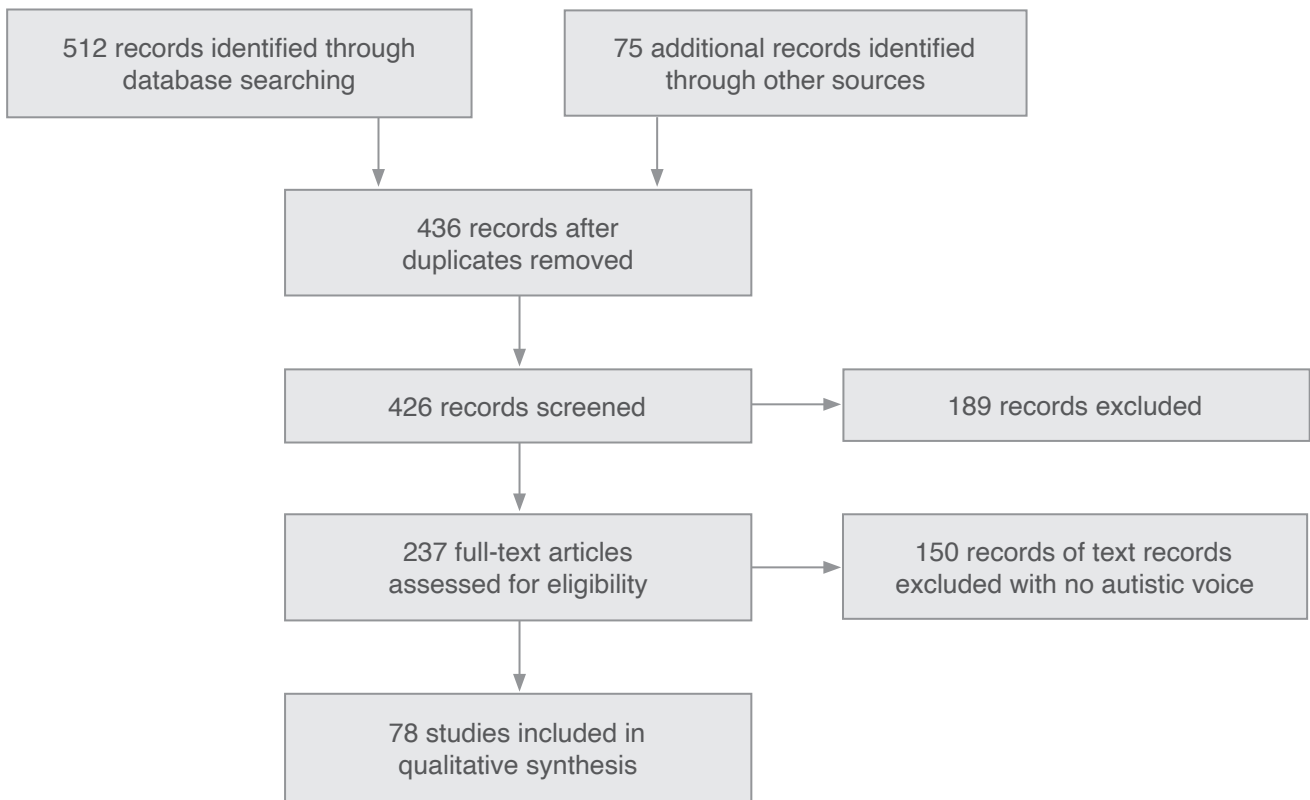 512 records identified through
database searching
75 additional records identified
through other sources
436 records after
duplicates removed
426 records screened
189 records excluded
237 full-text articles
assessed for eligibility
150 records of text records
excluded with no autistic voice
78 studies included in
qualitative synthesis